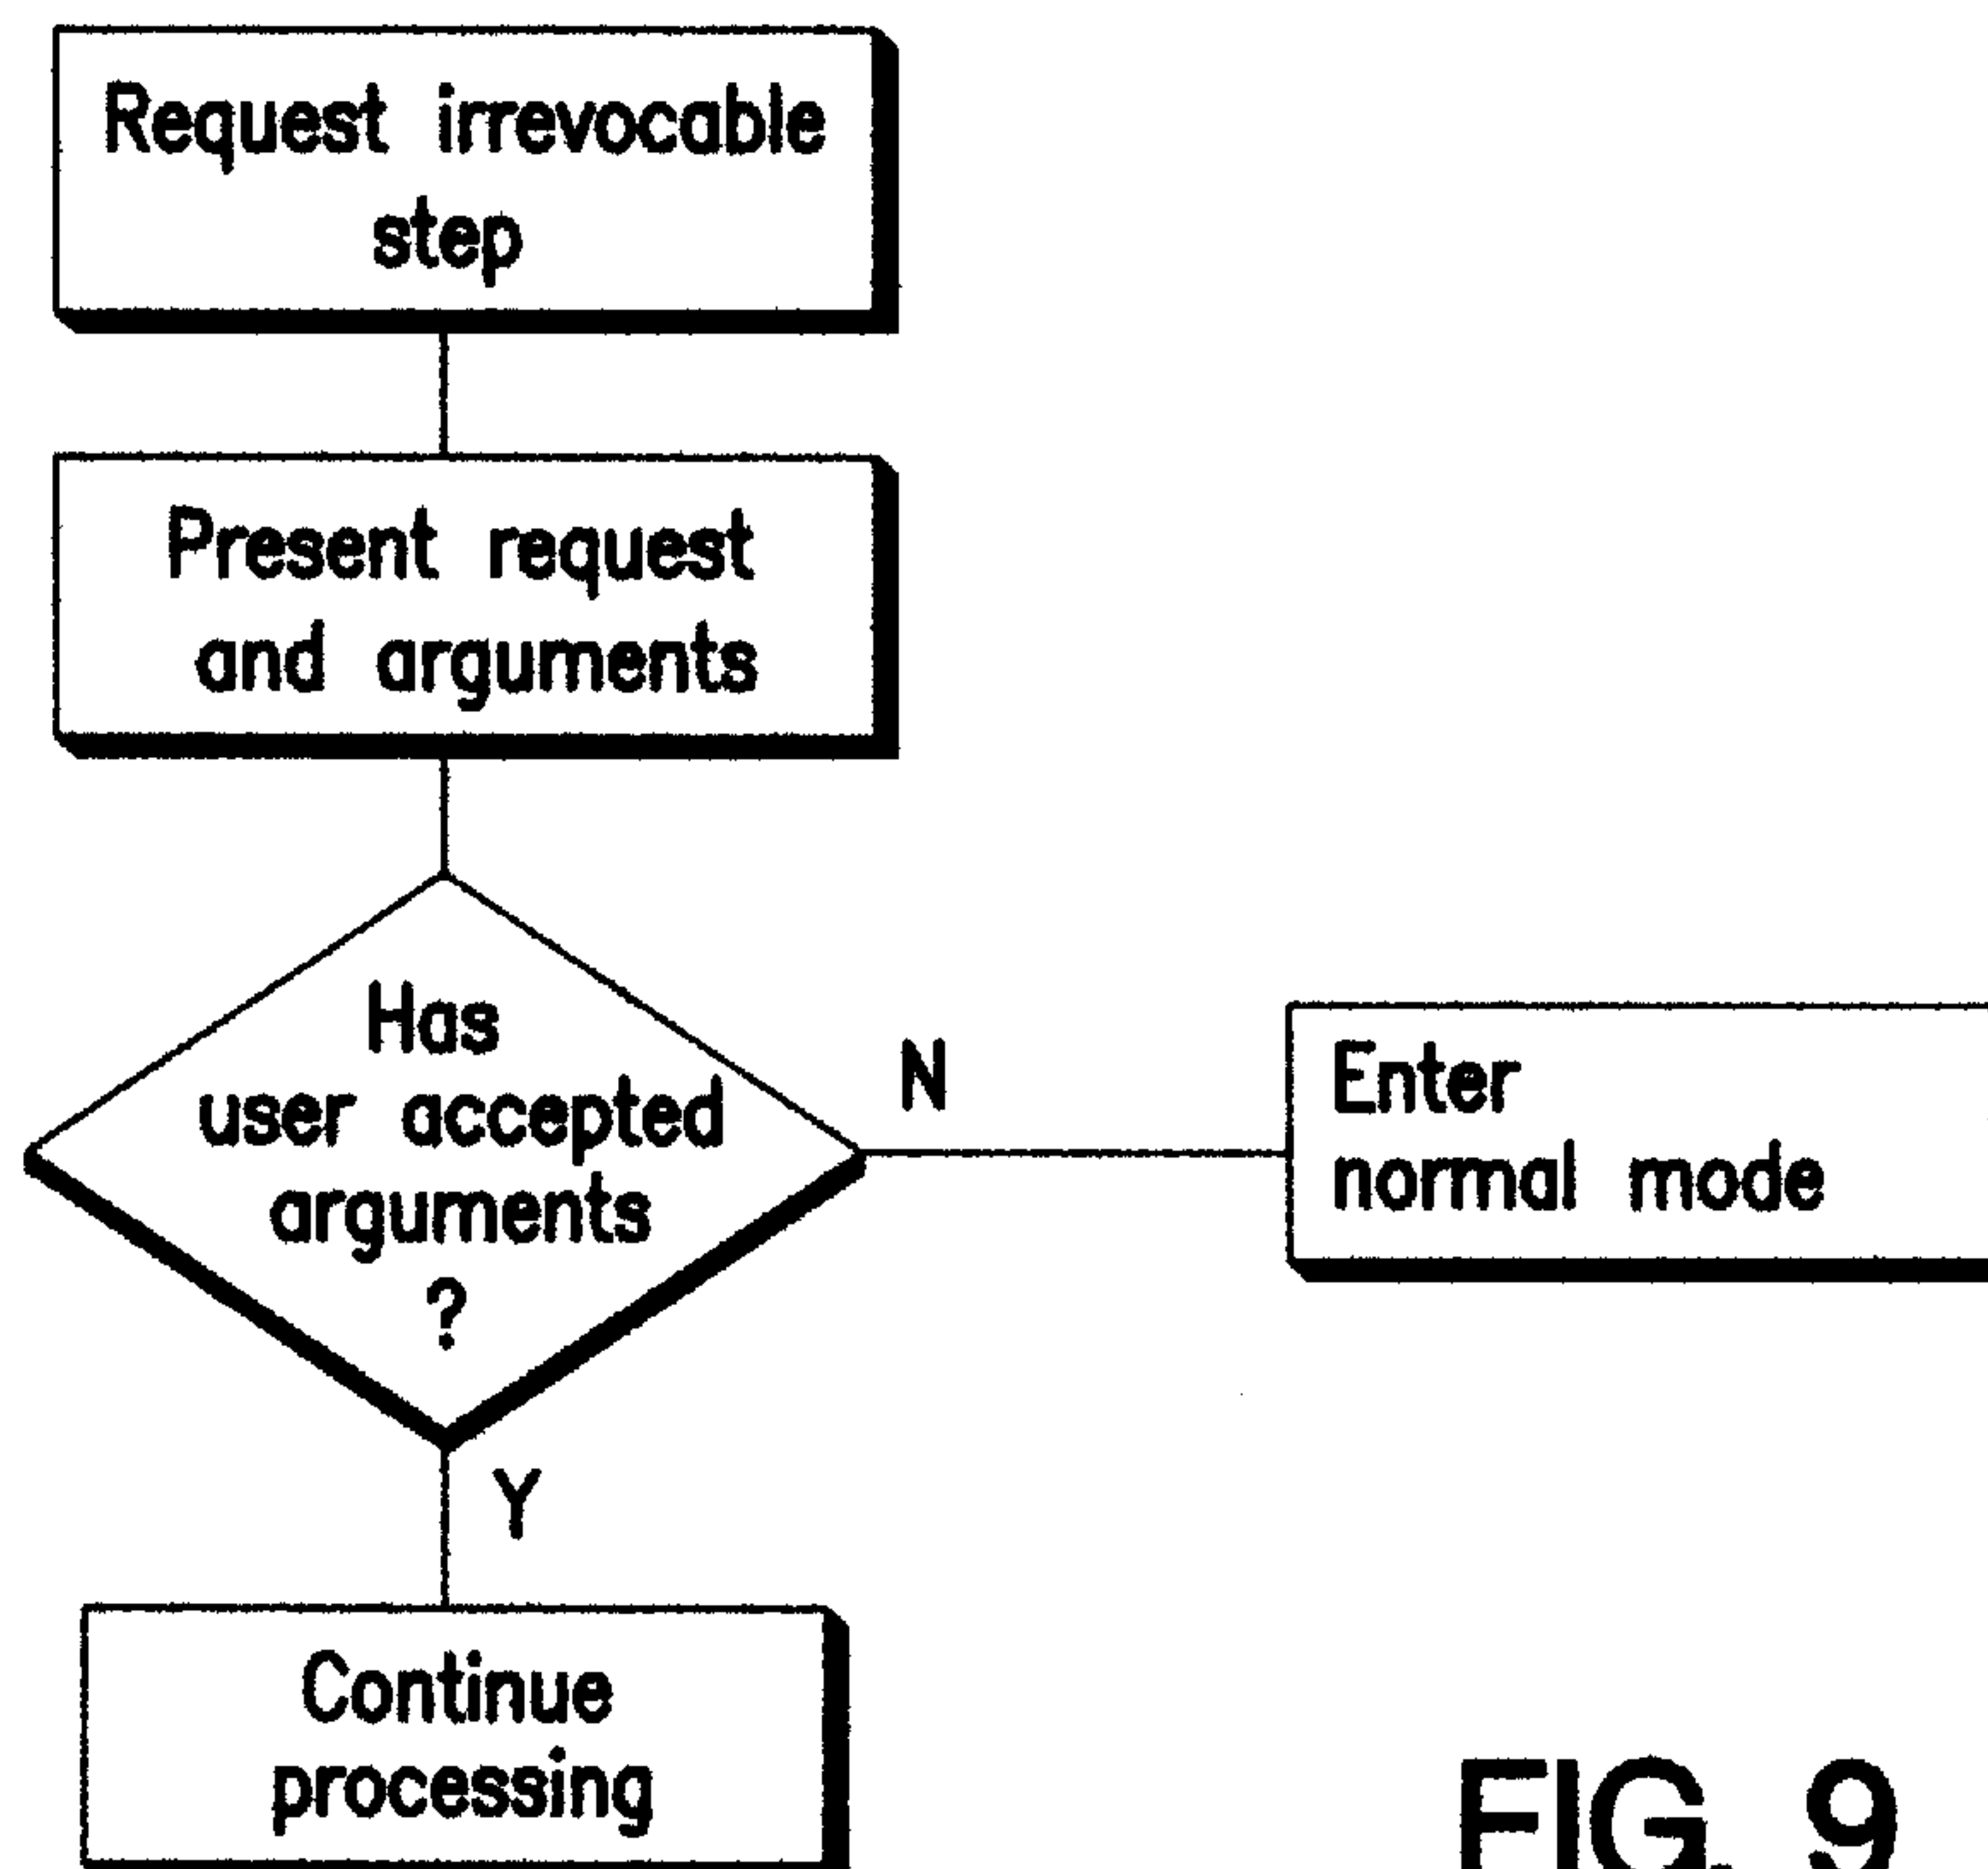 Request irrevocable
step
Present request
and arguments
Has
user accepted
arguments
?
N
Enter
normal mode
Y
Continue
processing
FIG. 9